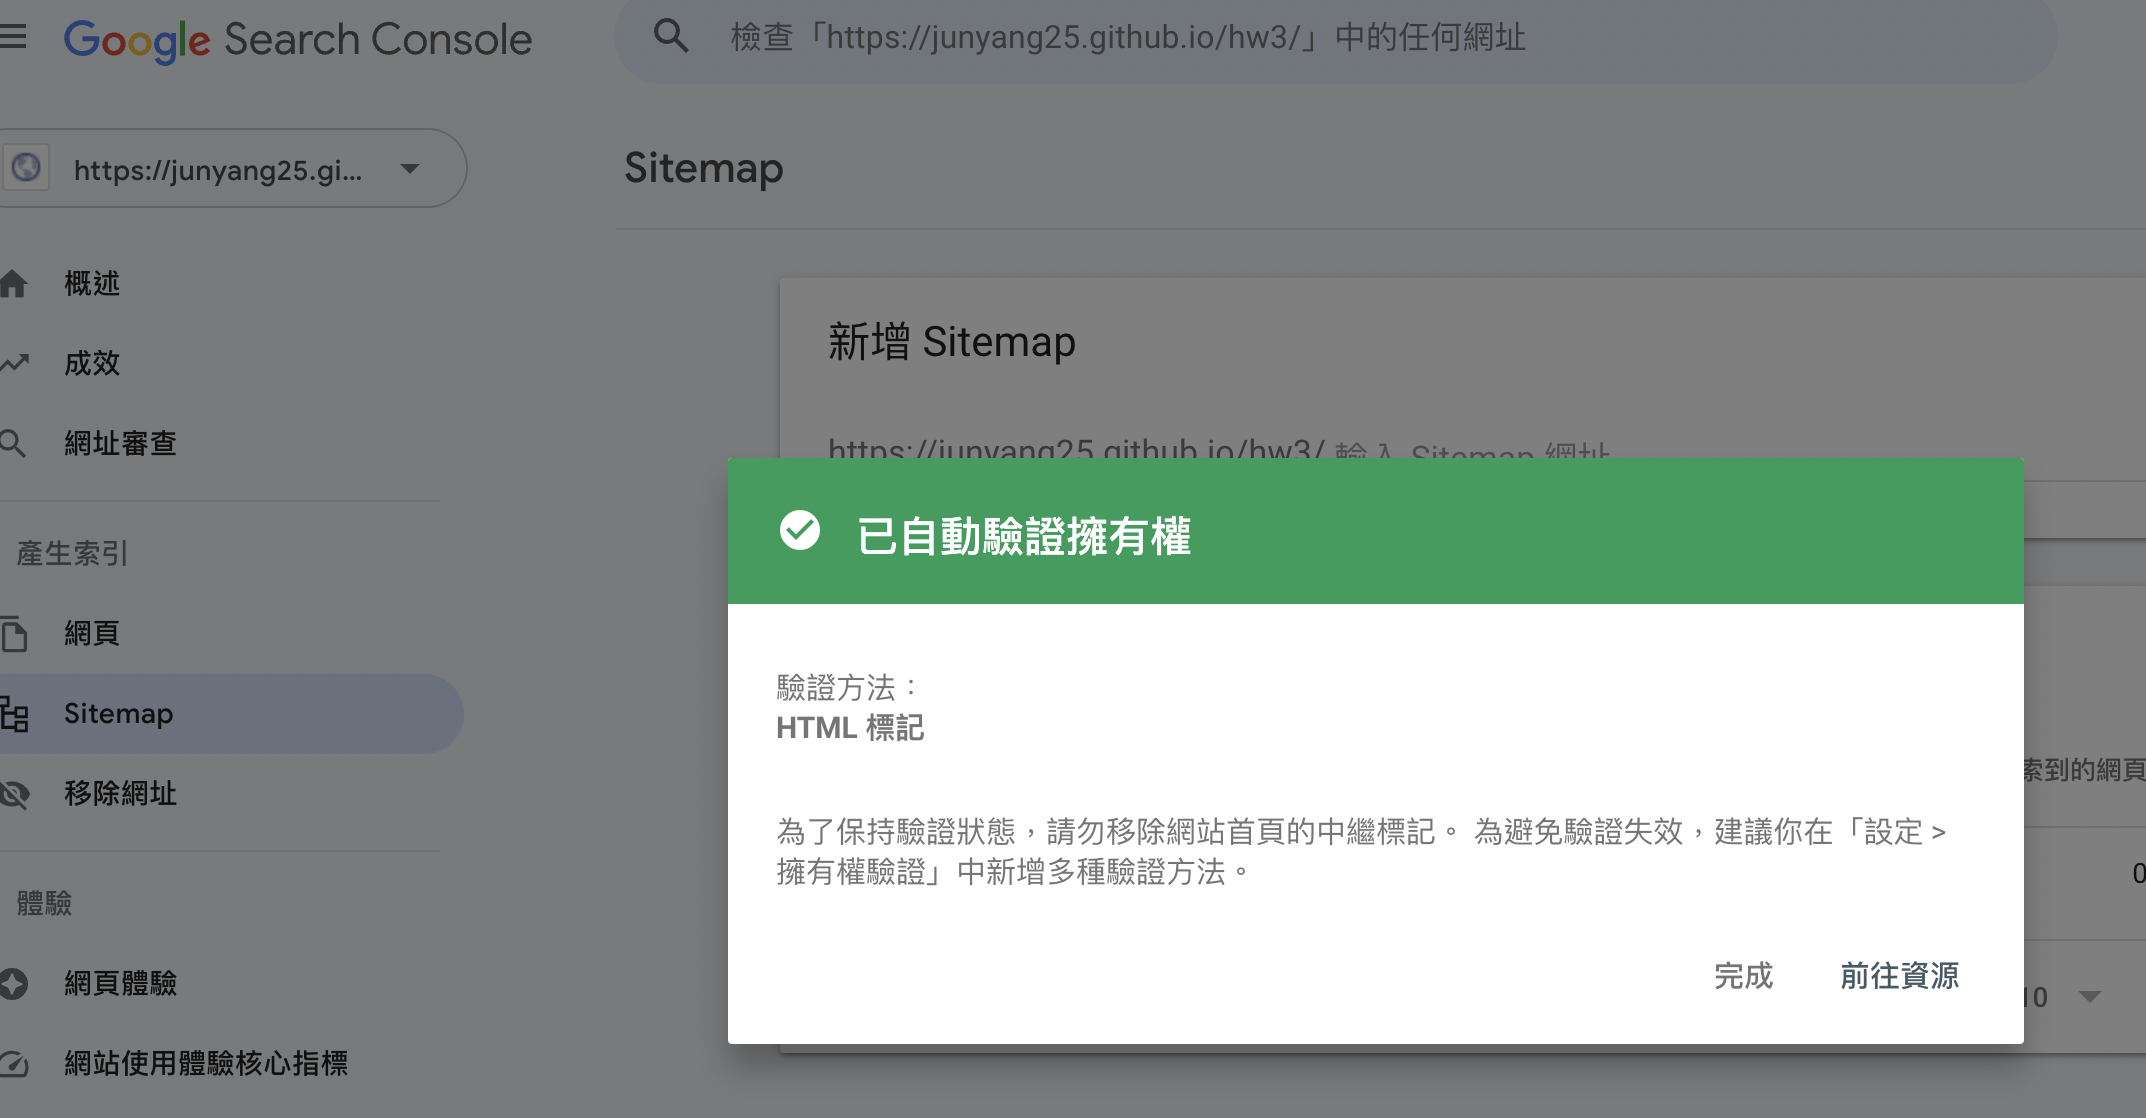 Google Search Console
檢查「https://junyang25.github.io/hw3/」中的任何網址
https://junyang25.gi...
Sitemap
概述
成效
網址審查
產生索引
網頁
Sitemap
移除網址
體驗
網頁體驗
網站使用體驗核心指標
新增 Sitemap
https://junyang25.github.io/hw3/ 輸入 Sitemap 網址
已自動驗證擁有權
驗證方法：
HTML 標記
為了保持驗證狀態，請勿移除網站首頁的中繼標記。 為避免驗證失效，建議你在「設定 >
擁有權驗證」中新增多種驗證方法。
完成 前往資源
索到的網頁
0
10